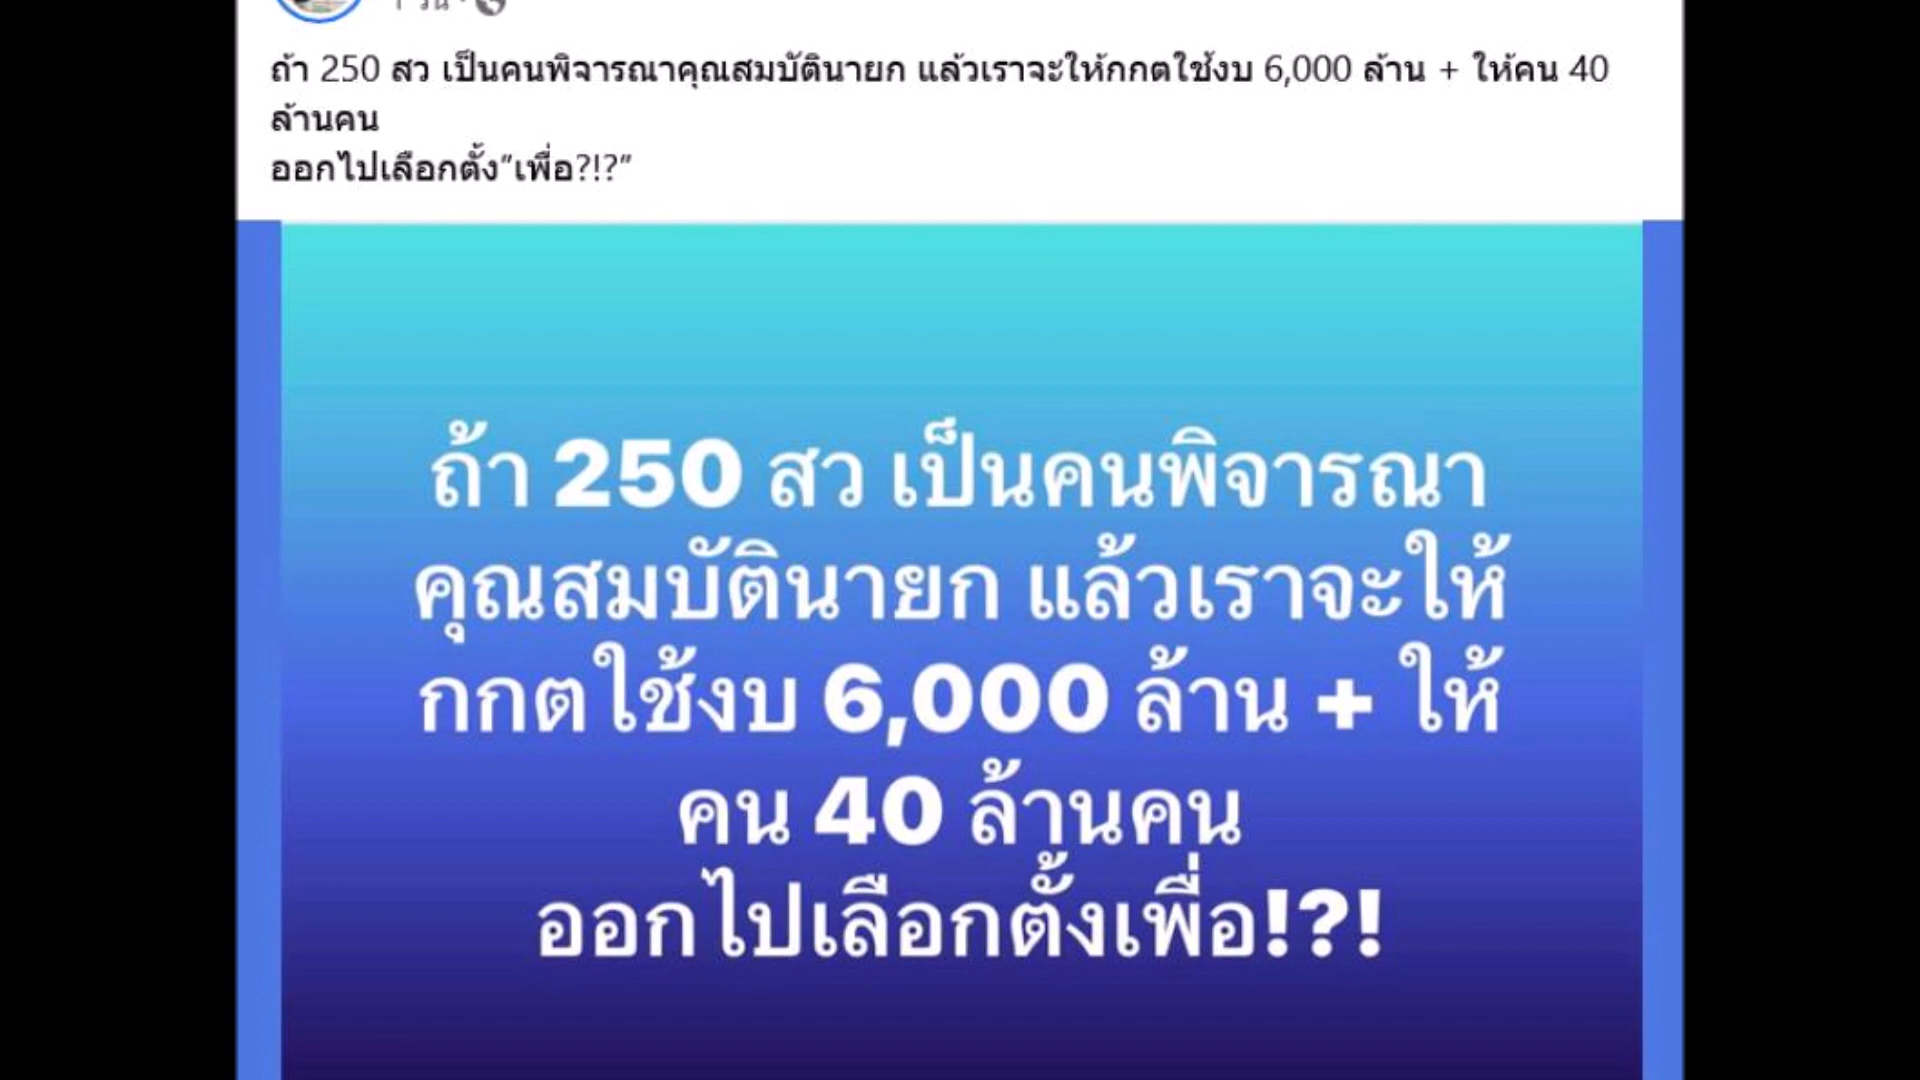 1 วัน
ถ้า 250 สว เป็นคนพิจารณาคุณสมบัตินายก แล้วเราจะให้กกตใช้งบ 6,000 ล้าน + ให้คน 40
ล้านคน
ออกไปเลือกตั้ง"เพื่อ?!?"
ถ้า 250 สว เป็นคนพิจารณา
คุณสมบัตินายก แล้วเราจะให้
กกตใช้งบ 6,000 ล้าน + ให้
คน 40 ล้านคน
ออกไปเลือกตั้งเพื่อ!?!